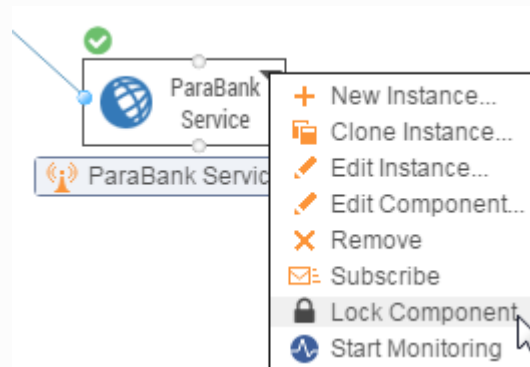 ParaBank
Service
ParaBank Servic
New Instance...
Clone Instance...
Edit Instance...
Edit Component...
Remove
Subscribe
Lock Component
Start Monitoring